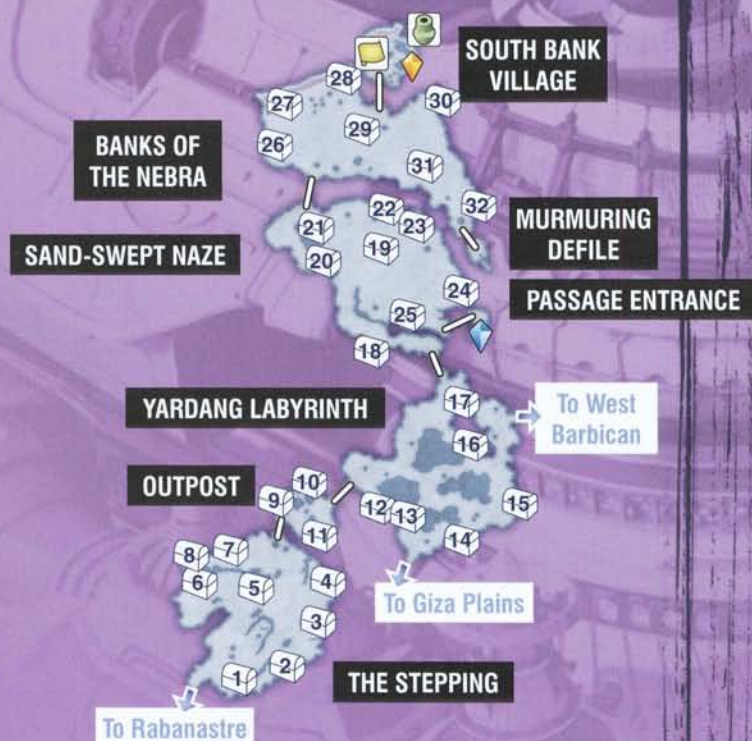 SOUTH BANK
VILLAGE
28
27
30
29
26
BANKS OF
THE NEBRA
31
22
32
21
23
MURMURING
DEFILE
SAND-SWEPT NAZE
19
20
24
PASSAGE ENTRANCE
25
18
YARDANG LABYRINTH
17
To West
Barbican
16
OUTPOST
10
9
12
13
15
11
14
8
7
6
5
4
To Giza Plains
3
2
1
THE STEPPING
To Rabanastre